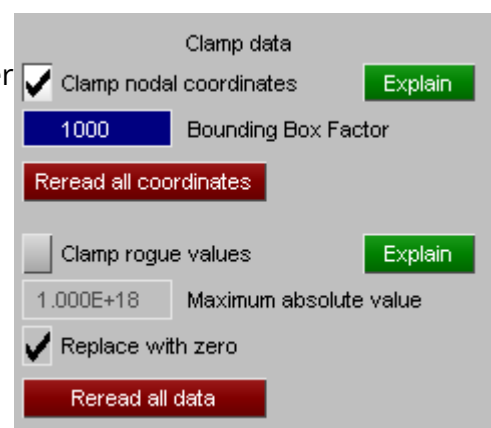 Clamp data
er
Clamp nodal coordinates Explain
1000 Bounding Box Factor
Reread all coordinates
Clamp rogue values Explain
1.000E+18 Maximum absolute value
Replace with zero
Reread all data